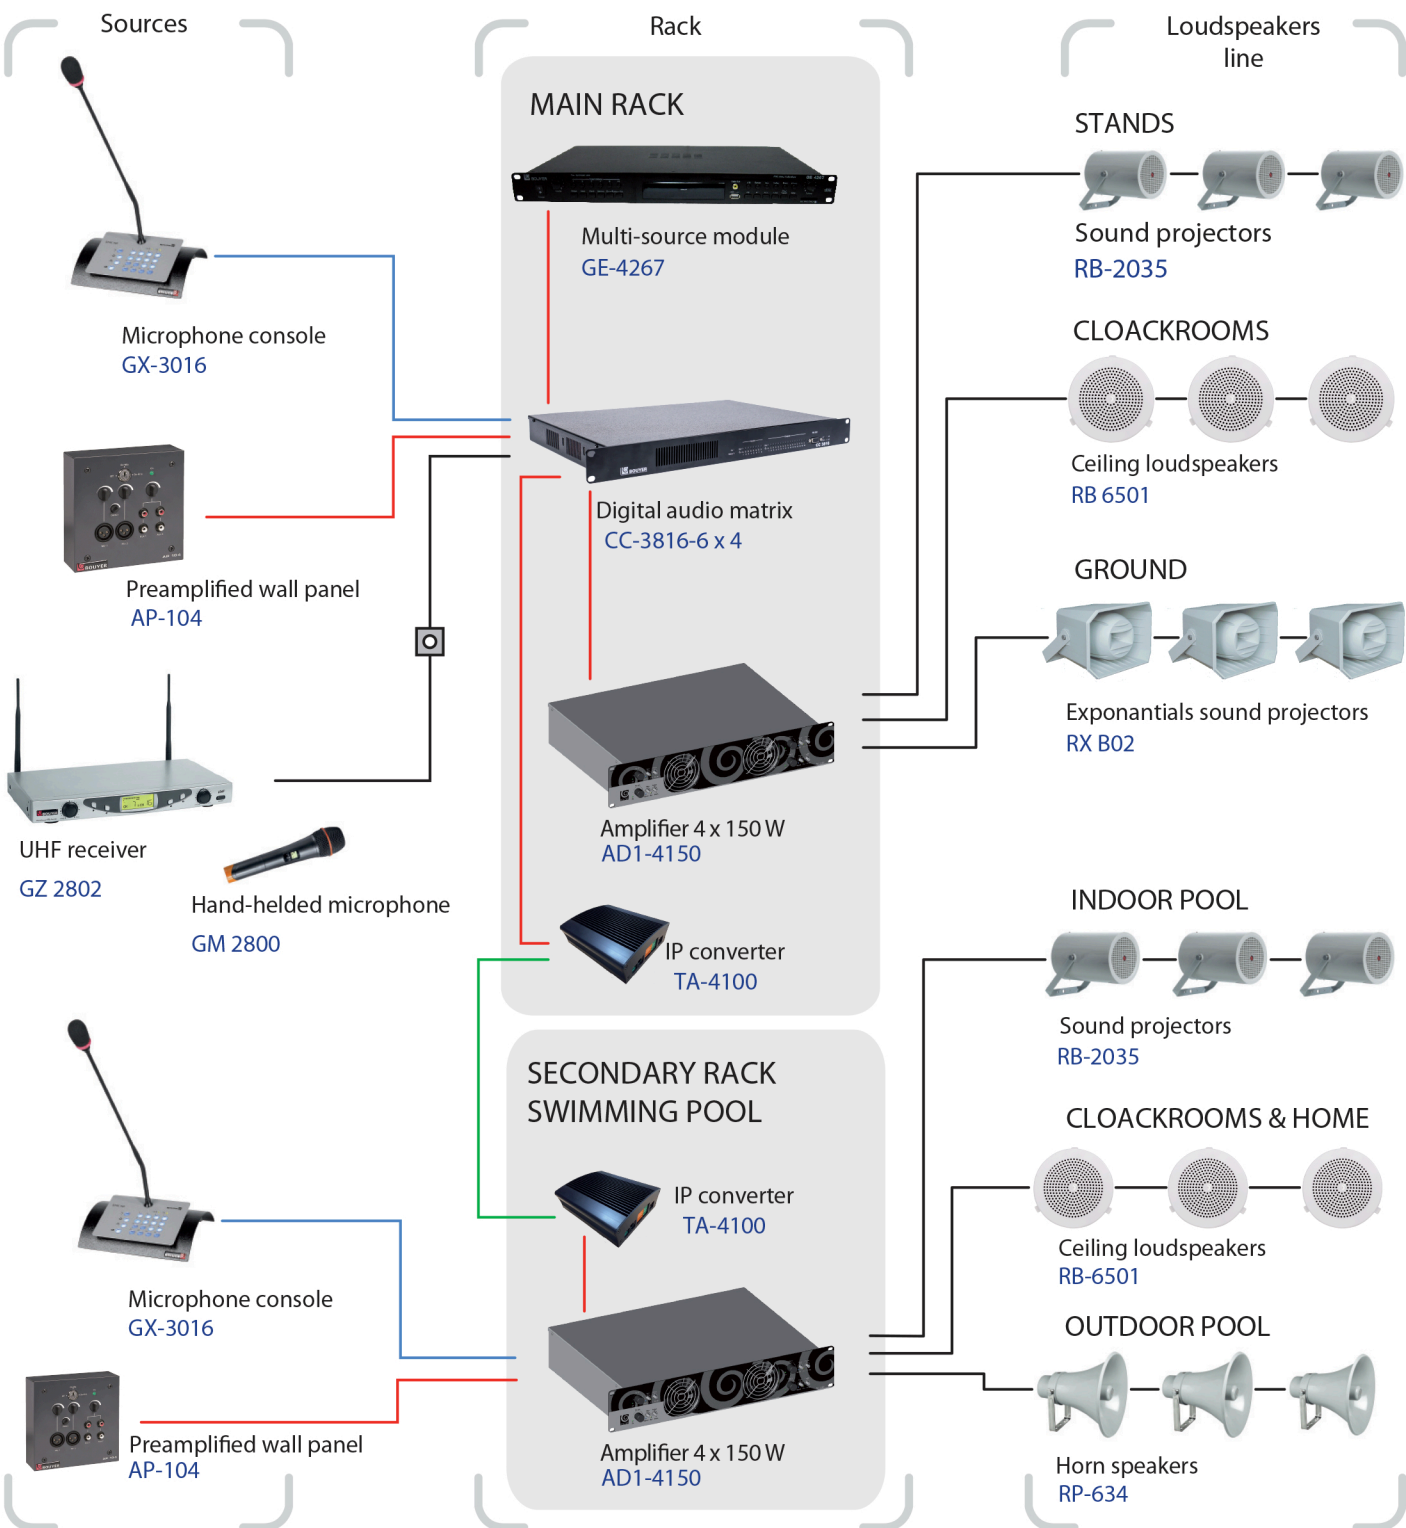 Sources
Rack
Loudspeakers
line
MAIN RACK
Multi-source module
GE-4267
Digital audio matrix
CC-3816-6 x 4
Amplifier 4 x 150 W
AD1-4150
IP converter
TA-4100
SECONDARY RACK
SWIMMING POOL
IP converter
TA-4100
Amplifier 4 x 150 W
AD1-4150
Microphone console
GX-3016
Preamplified wall panel
AP-104
UHF receiver
GZ 2802
Hand-helded microphone
GM 2800
Microphone console
GX-3016
Preamplified wall panel
AP-104
STANDS
Sound projectors
RB-2035
CLOACKROOMS
Ceiling loudspeakers
RB 6501
GROUND
Exponantials sound projectors
RX B02
INDOOR POOL
Sound projectors
RB-2035
CLOACKROOMS & HOME
Ceiling loudspeakers
RB-6501
OUTDOOR POOL
Horn speakers
RP-634